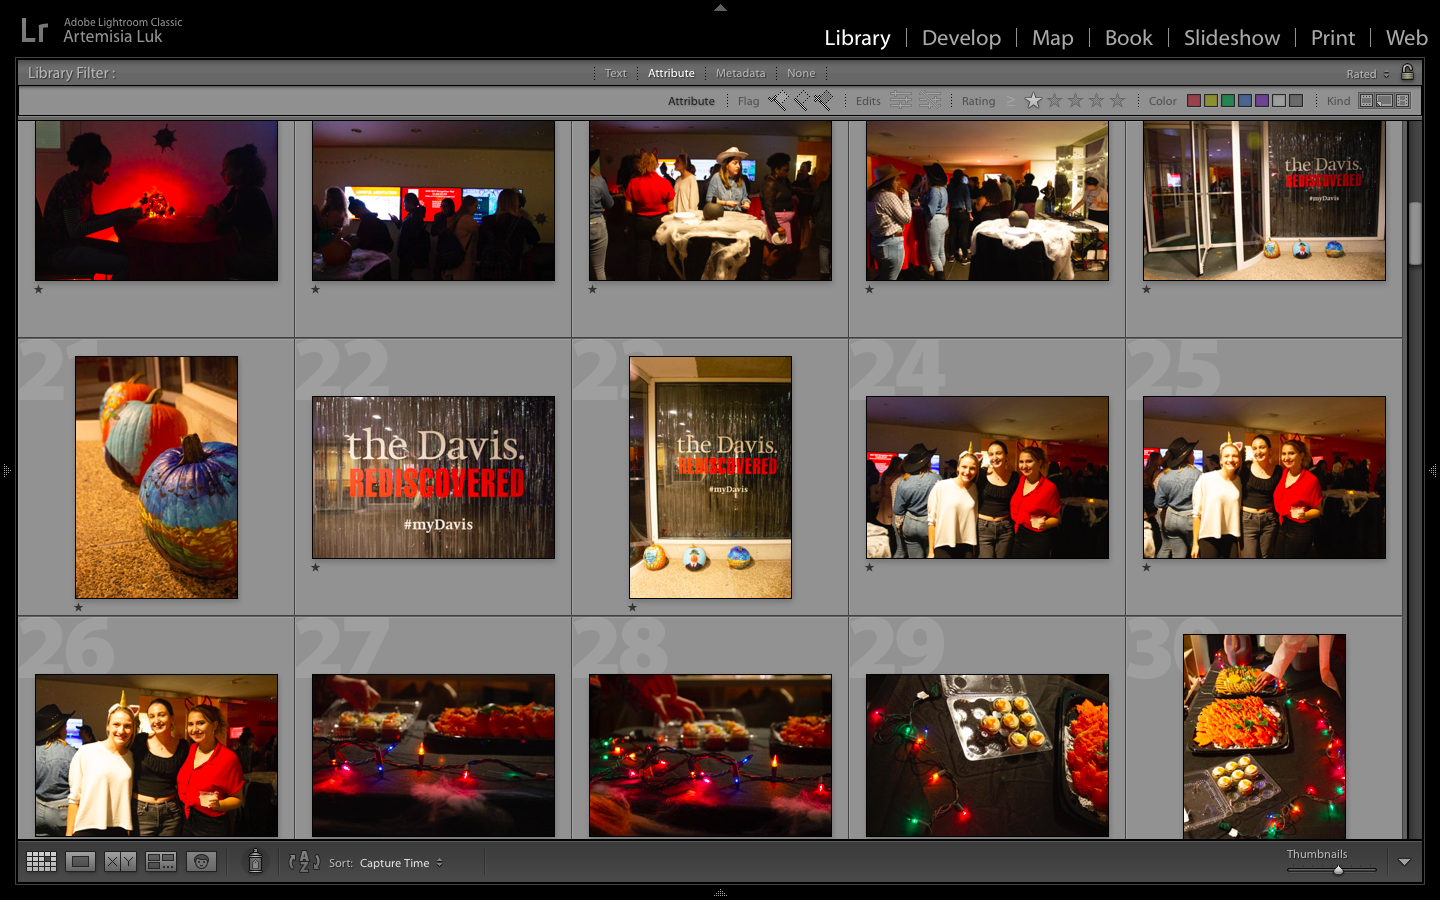 Lr
Adobe Lightroom Classic
Artemisia Luk
Library | Develop | Map | Book | Slideshow | Print | Web
Library Filter :
Text
Attribute
Metadata
None
Rated
Attribute
Flag
Edits
Rating
≥
Color
Kind
the Davis.
REDISCOVERED
#myDavis
21
22
23
24
25
the Davis.
REDISCOVERED
#myDavis
the Davis.
REDISCOVERED
#myDavis
26
27
28
29
30
X Y
A
Z
Sort: Capture Time
Thumbnails